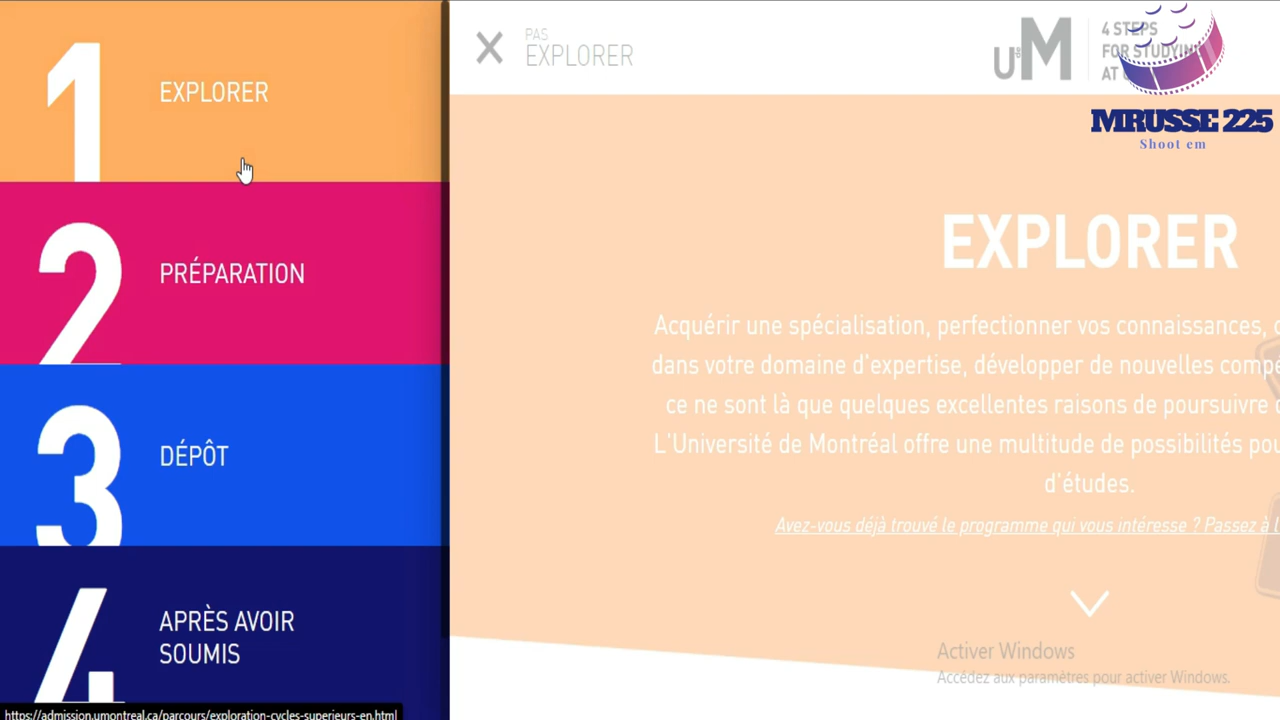 1
EXPLORER
2
PRÉPARATION
3
DÉPÔT
4
APRÈS AVOIR
SOUMIS
https://admission.umontreal.ca/parcours/exploration-cycles-superieurs-en.html
PAS
EXPLORER
UdeM
4 STEPS
FOR STUDYING
AT
MRUSSE 225
Shoot em
EXPLORER
Acquérir une spécialisation, perfectionner vos connaissances,
dans votre domaine d'expertise, développer de nouvelles
ce ne sont là que quelques excellentes raisons de poursuivre
L'Université de Montréal offre une multitude de possibilités
d'études.
Avez-vous déjà trouvé le programme qui vous intéresse ? Passez à
Activer Windows
Accédez aux paramètres pour activer Windows.